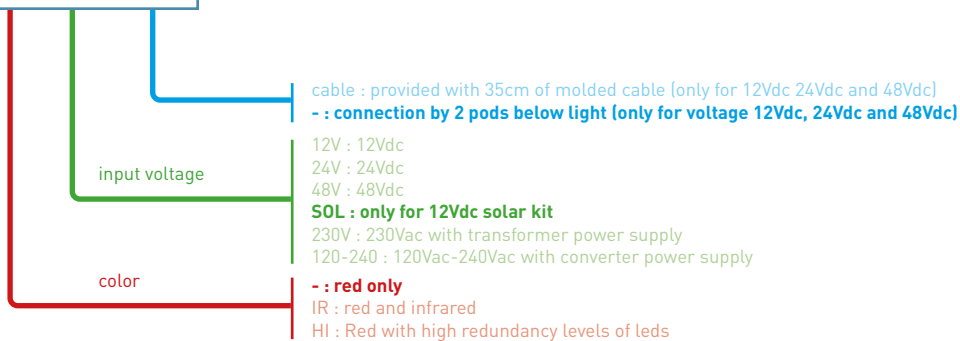 cable : provided with 35cm of molded cable (only for 12Vdc 24Vdc and 48Vdc)
- : connection by 2 pods below light (only for voltage 12Vdc, 24Vdc and 48Vdc)
input voltage
12V : 12Vdc
24V : 24Vdc
48V : 48Vdc
SOL : only for 12Vdc solar kit
230V : 230Vac with transformer power supply
120-240 : 120Vac-240Vac with converter power supply
color
- : red only
IR : red and infrared
HI : Red with high redundancy levels of leds